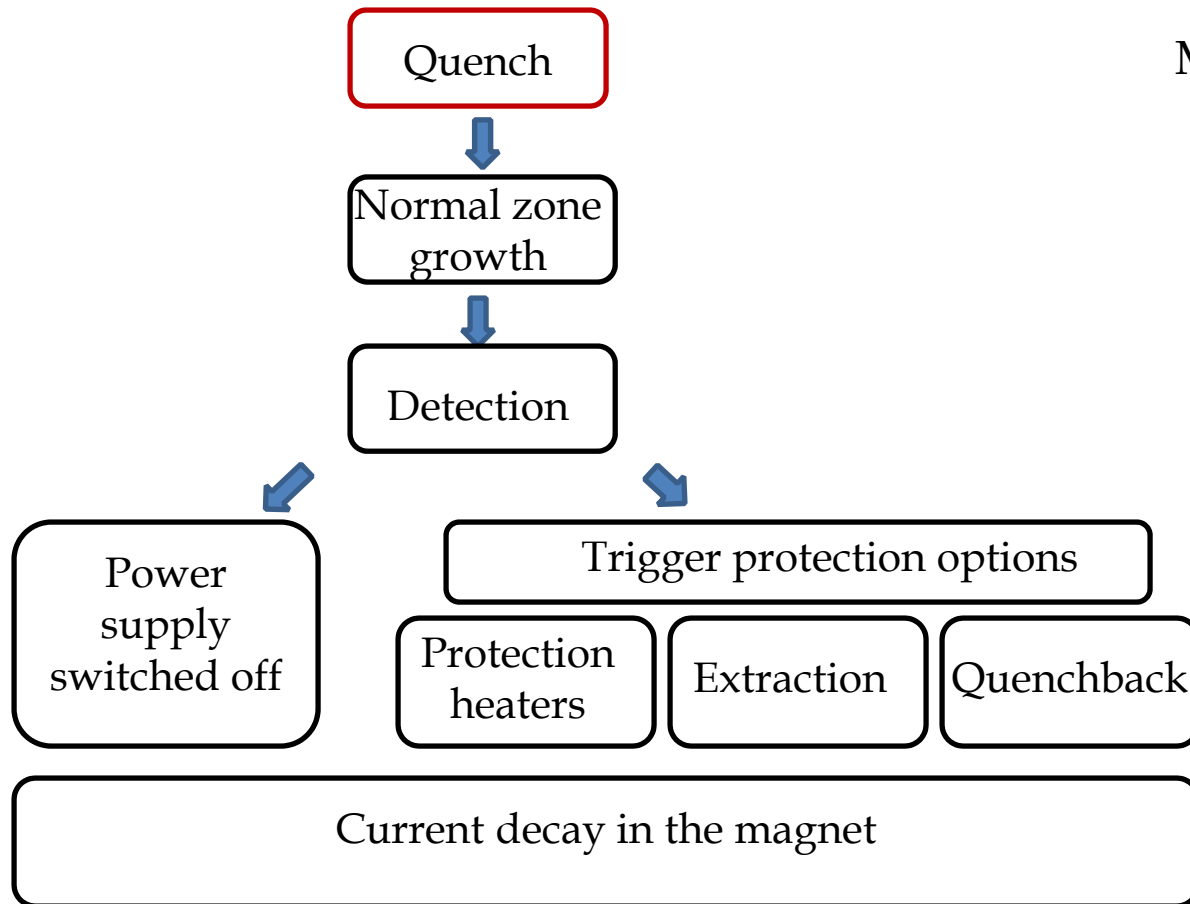 Quench
M
Normal zone
growth
Detection
Power
supply
switched off
Trigger protection options
Protection
heaters
Extraction
Quenchback
Current decay in the magnet